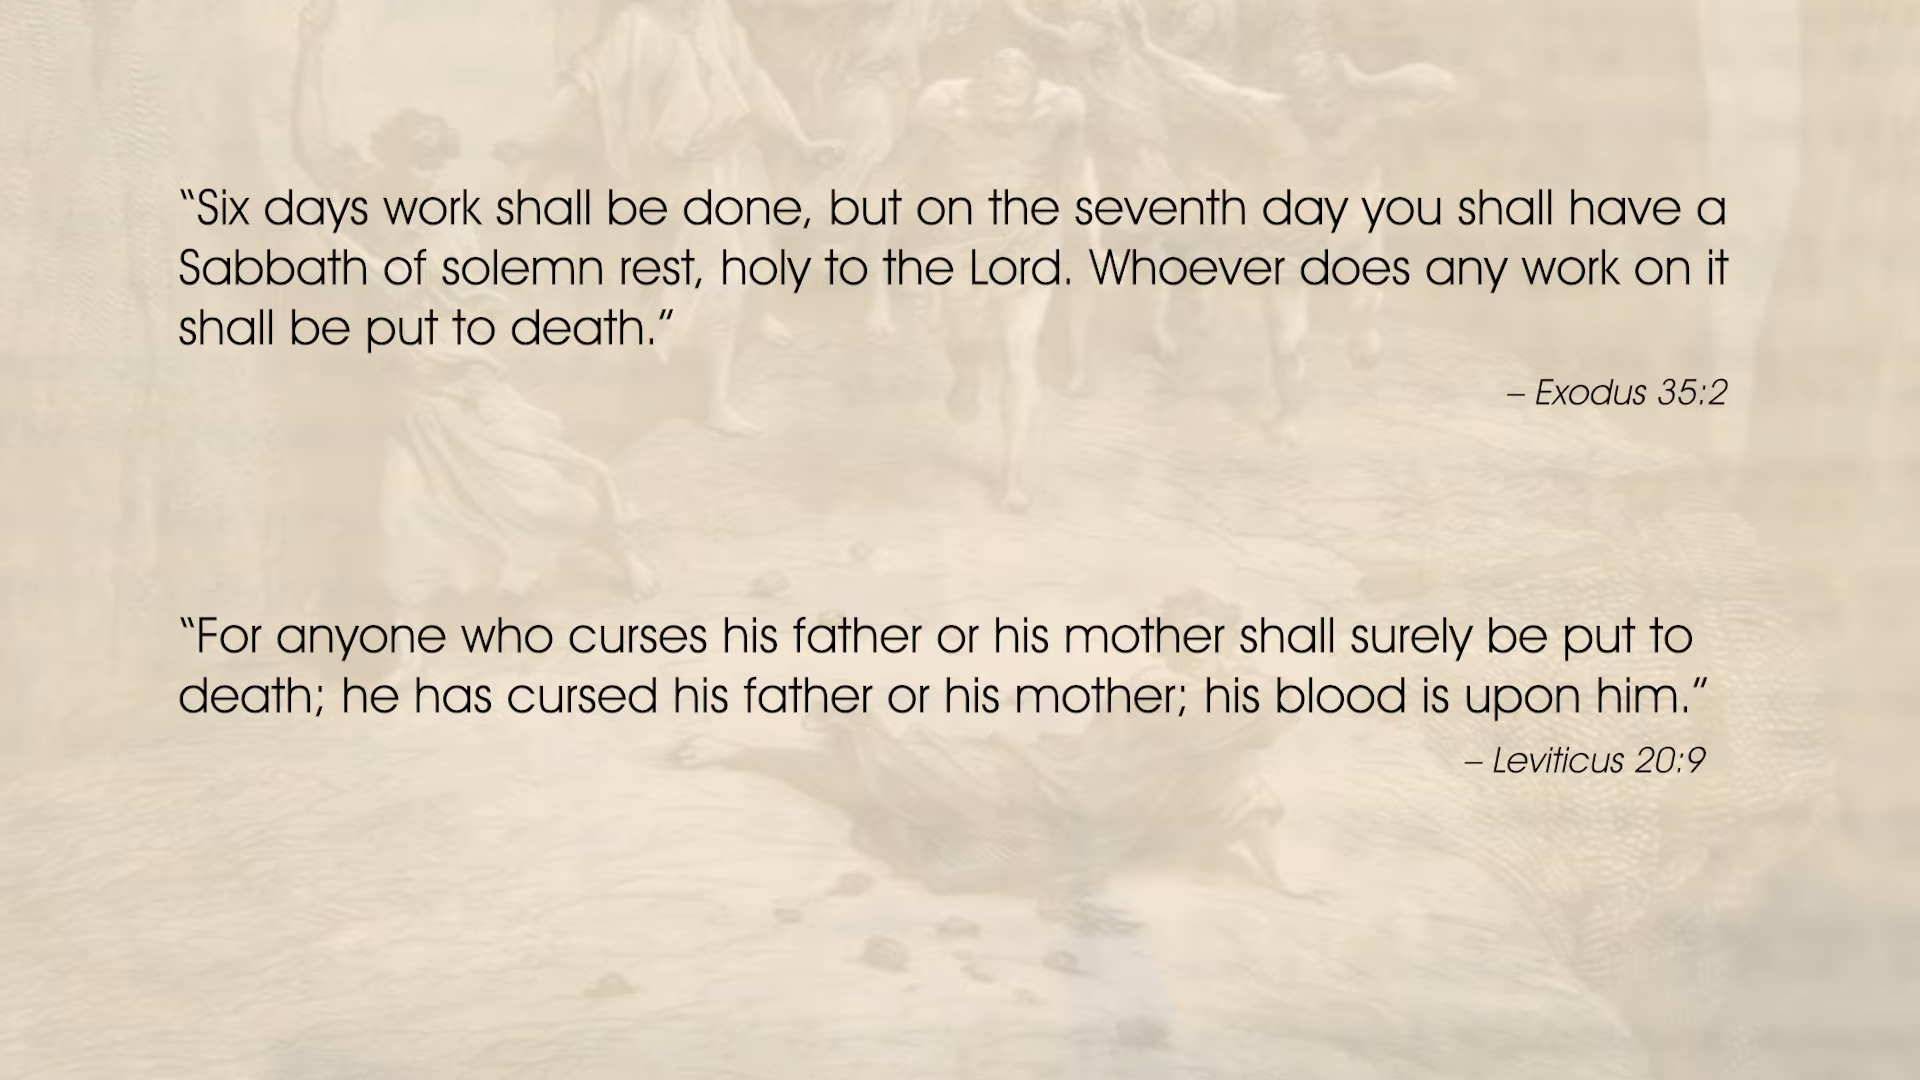 “Six days work shall be done, but on the seventh day you shall have a
Sabbath of solemn rest, holy to the Lord. Whoever does any work on it
shall be put to death.”
– Exodus 35:2
“For anyone who curses his father or his mother shall surely be put to
death; he has cursed his father or his mother; his blood is upon him.”
– Leviticus 20:9